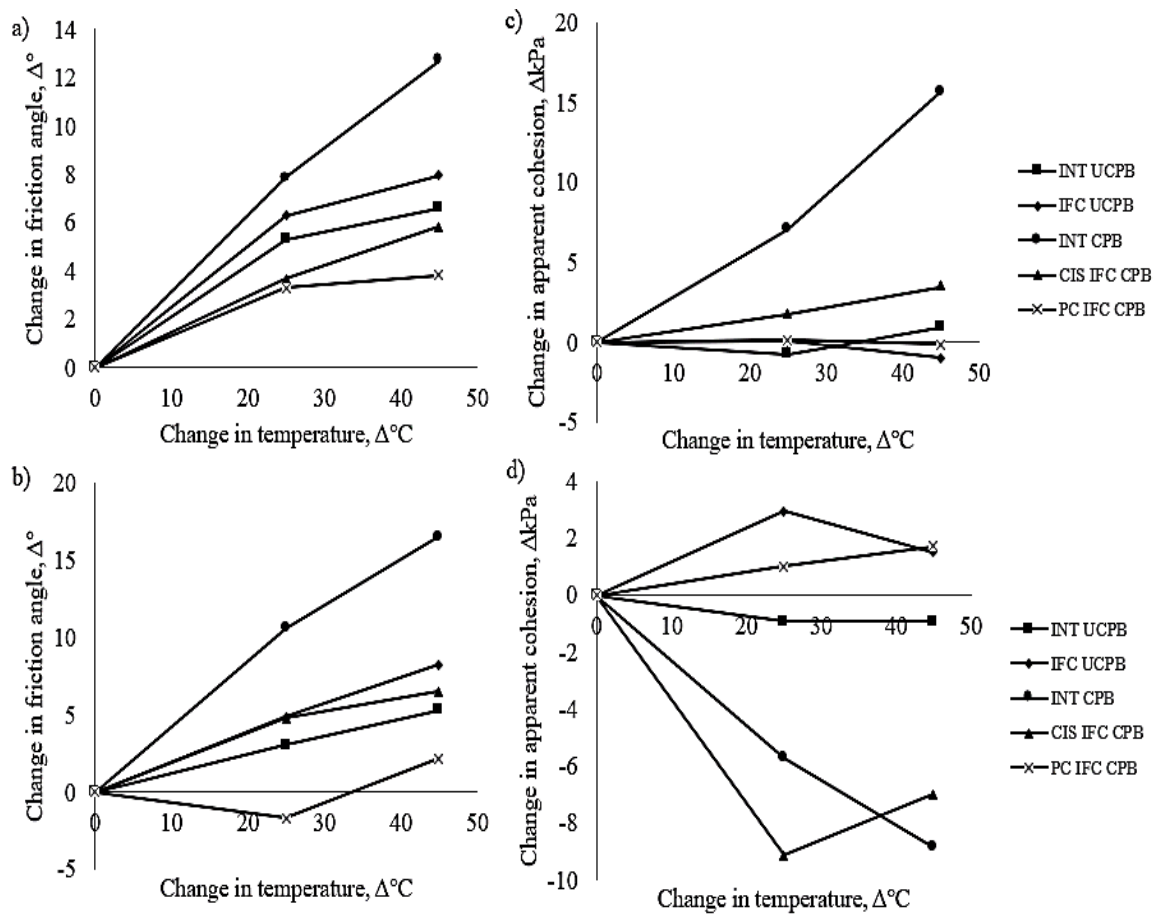 a)
Change in friction angle, Δ°
14
12
10
8
6
4
2
0
0 10 20 30 40 50
Change in temperature, Δ°C
c)
Change in apparent cohesion, ΔkPa
20
15
10
5
0
-5
0 10 20 30 40 50
Change in temperature, Δ°C
INT UCPB
IFC UCPB
INT CPB
CIS IFC CPB
PC IFC CPB
b)
Change in friction angle, Δ°
20
15
10
5
0
-5
0 10 20 30 40 50
Change in temperature, Δ°C
d)
Change in apparent cohesion, ΔkPa
4
2
0
-2
-4
-6
-8
-10
0 10 20 30 40 50
Change in temperature, Δ°C
INT UCPB
IFC UCPB
INT CPB
CIS IFC CPB
PC IFC CPB